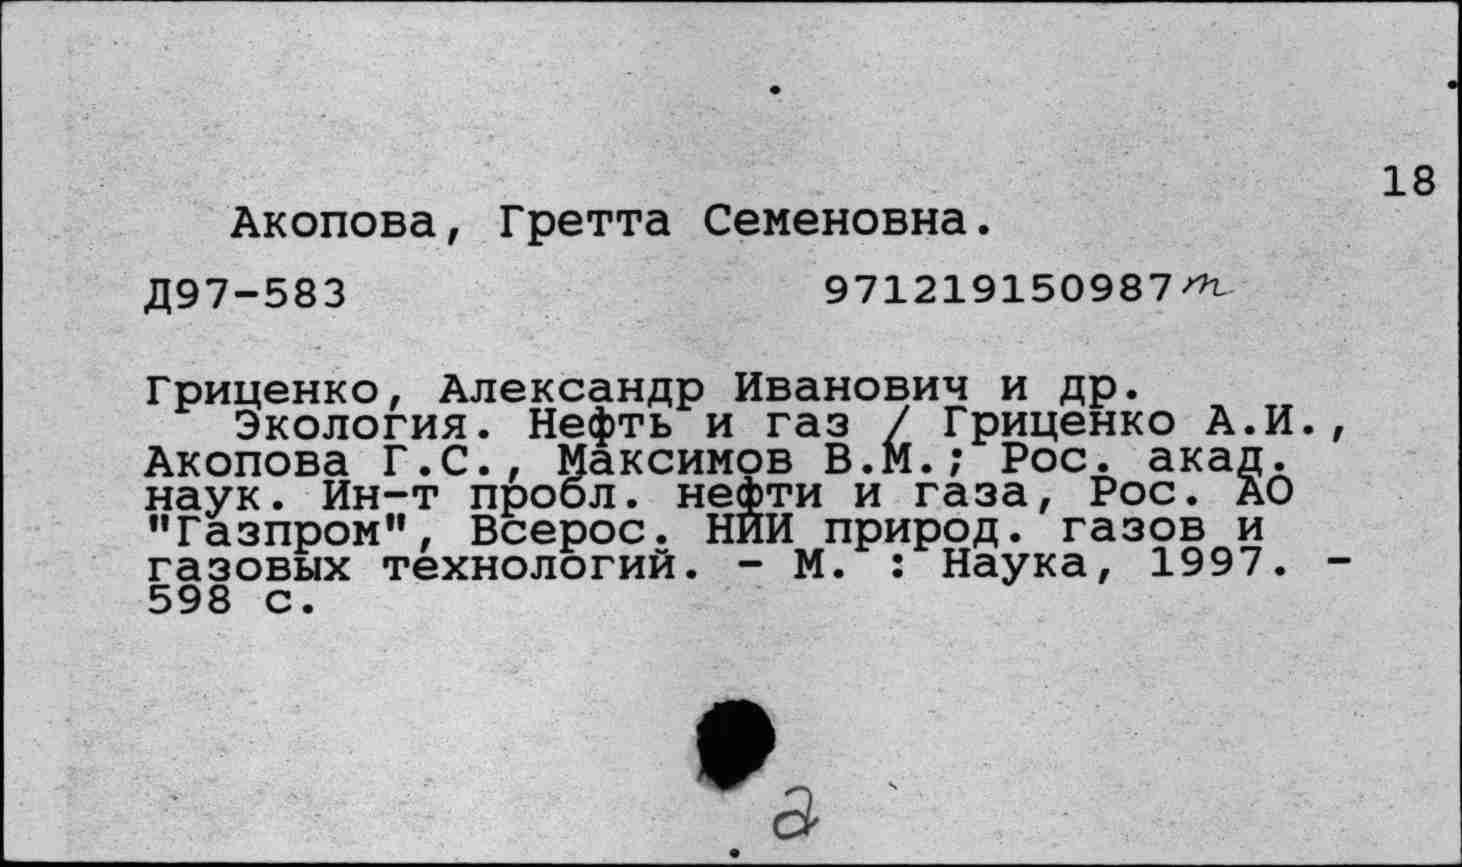 18
Акопова, Гретта Семеновна.
Д97-583 971219150987т
Гриценко, Александр Иванович и др.
Экология. Нефть и газ / Гриценко А.И.,
Акопова Г.С., Максимов В.М.; Рос. акад.
наук. Ин-т пробл. нефти и газа, Рос. АО
"Газпром", Всерос. НИИ природ. газов и
газовых технологий. - М. : Наука, 1997. -
598 с.
а